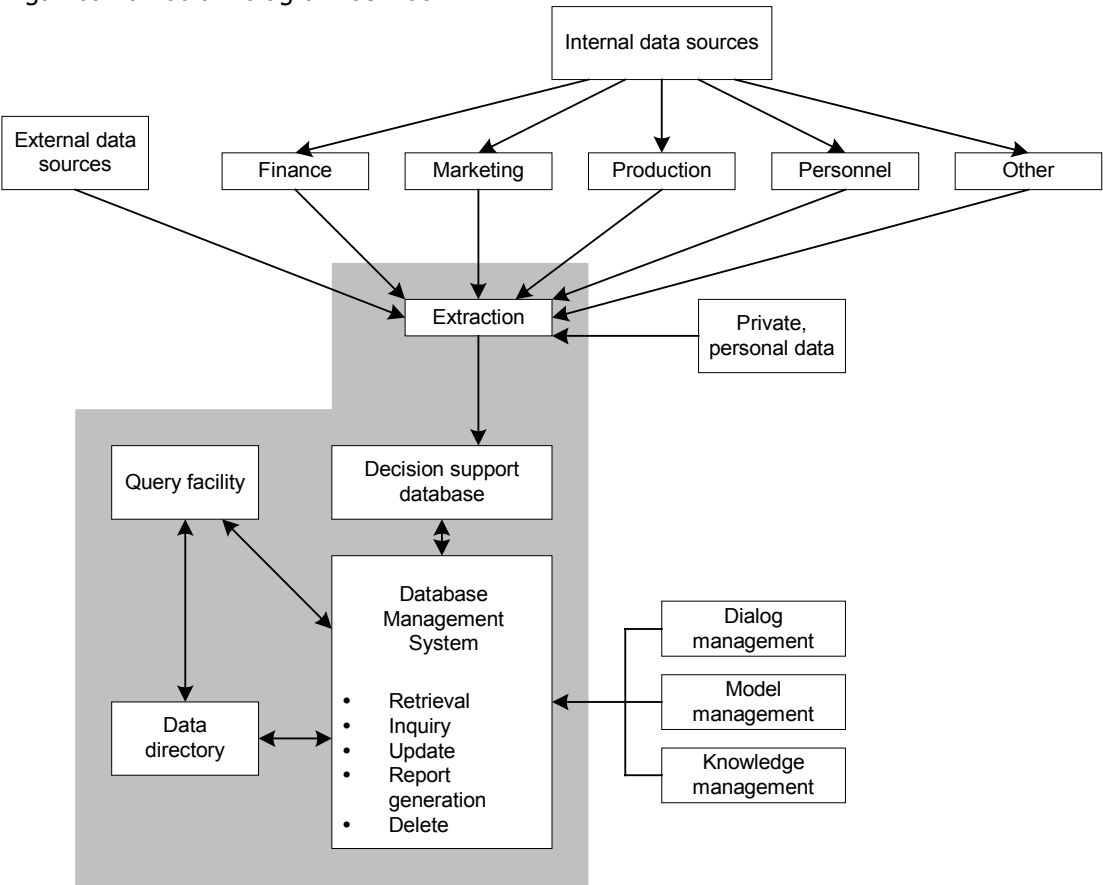 Internal data sources
External data
sources
Finance
Marketing
Production
Personnel
Other
Extraction
Private,
personal data
Query facility
Decision support
database
Database
Management
System
• Retrieval
• Inquiry
• Update
• Report
generation
• Delete
Data
directory
Dialog
management
Model
management
Knowledge
management